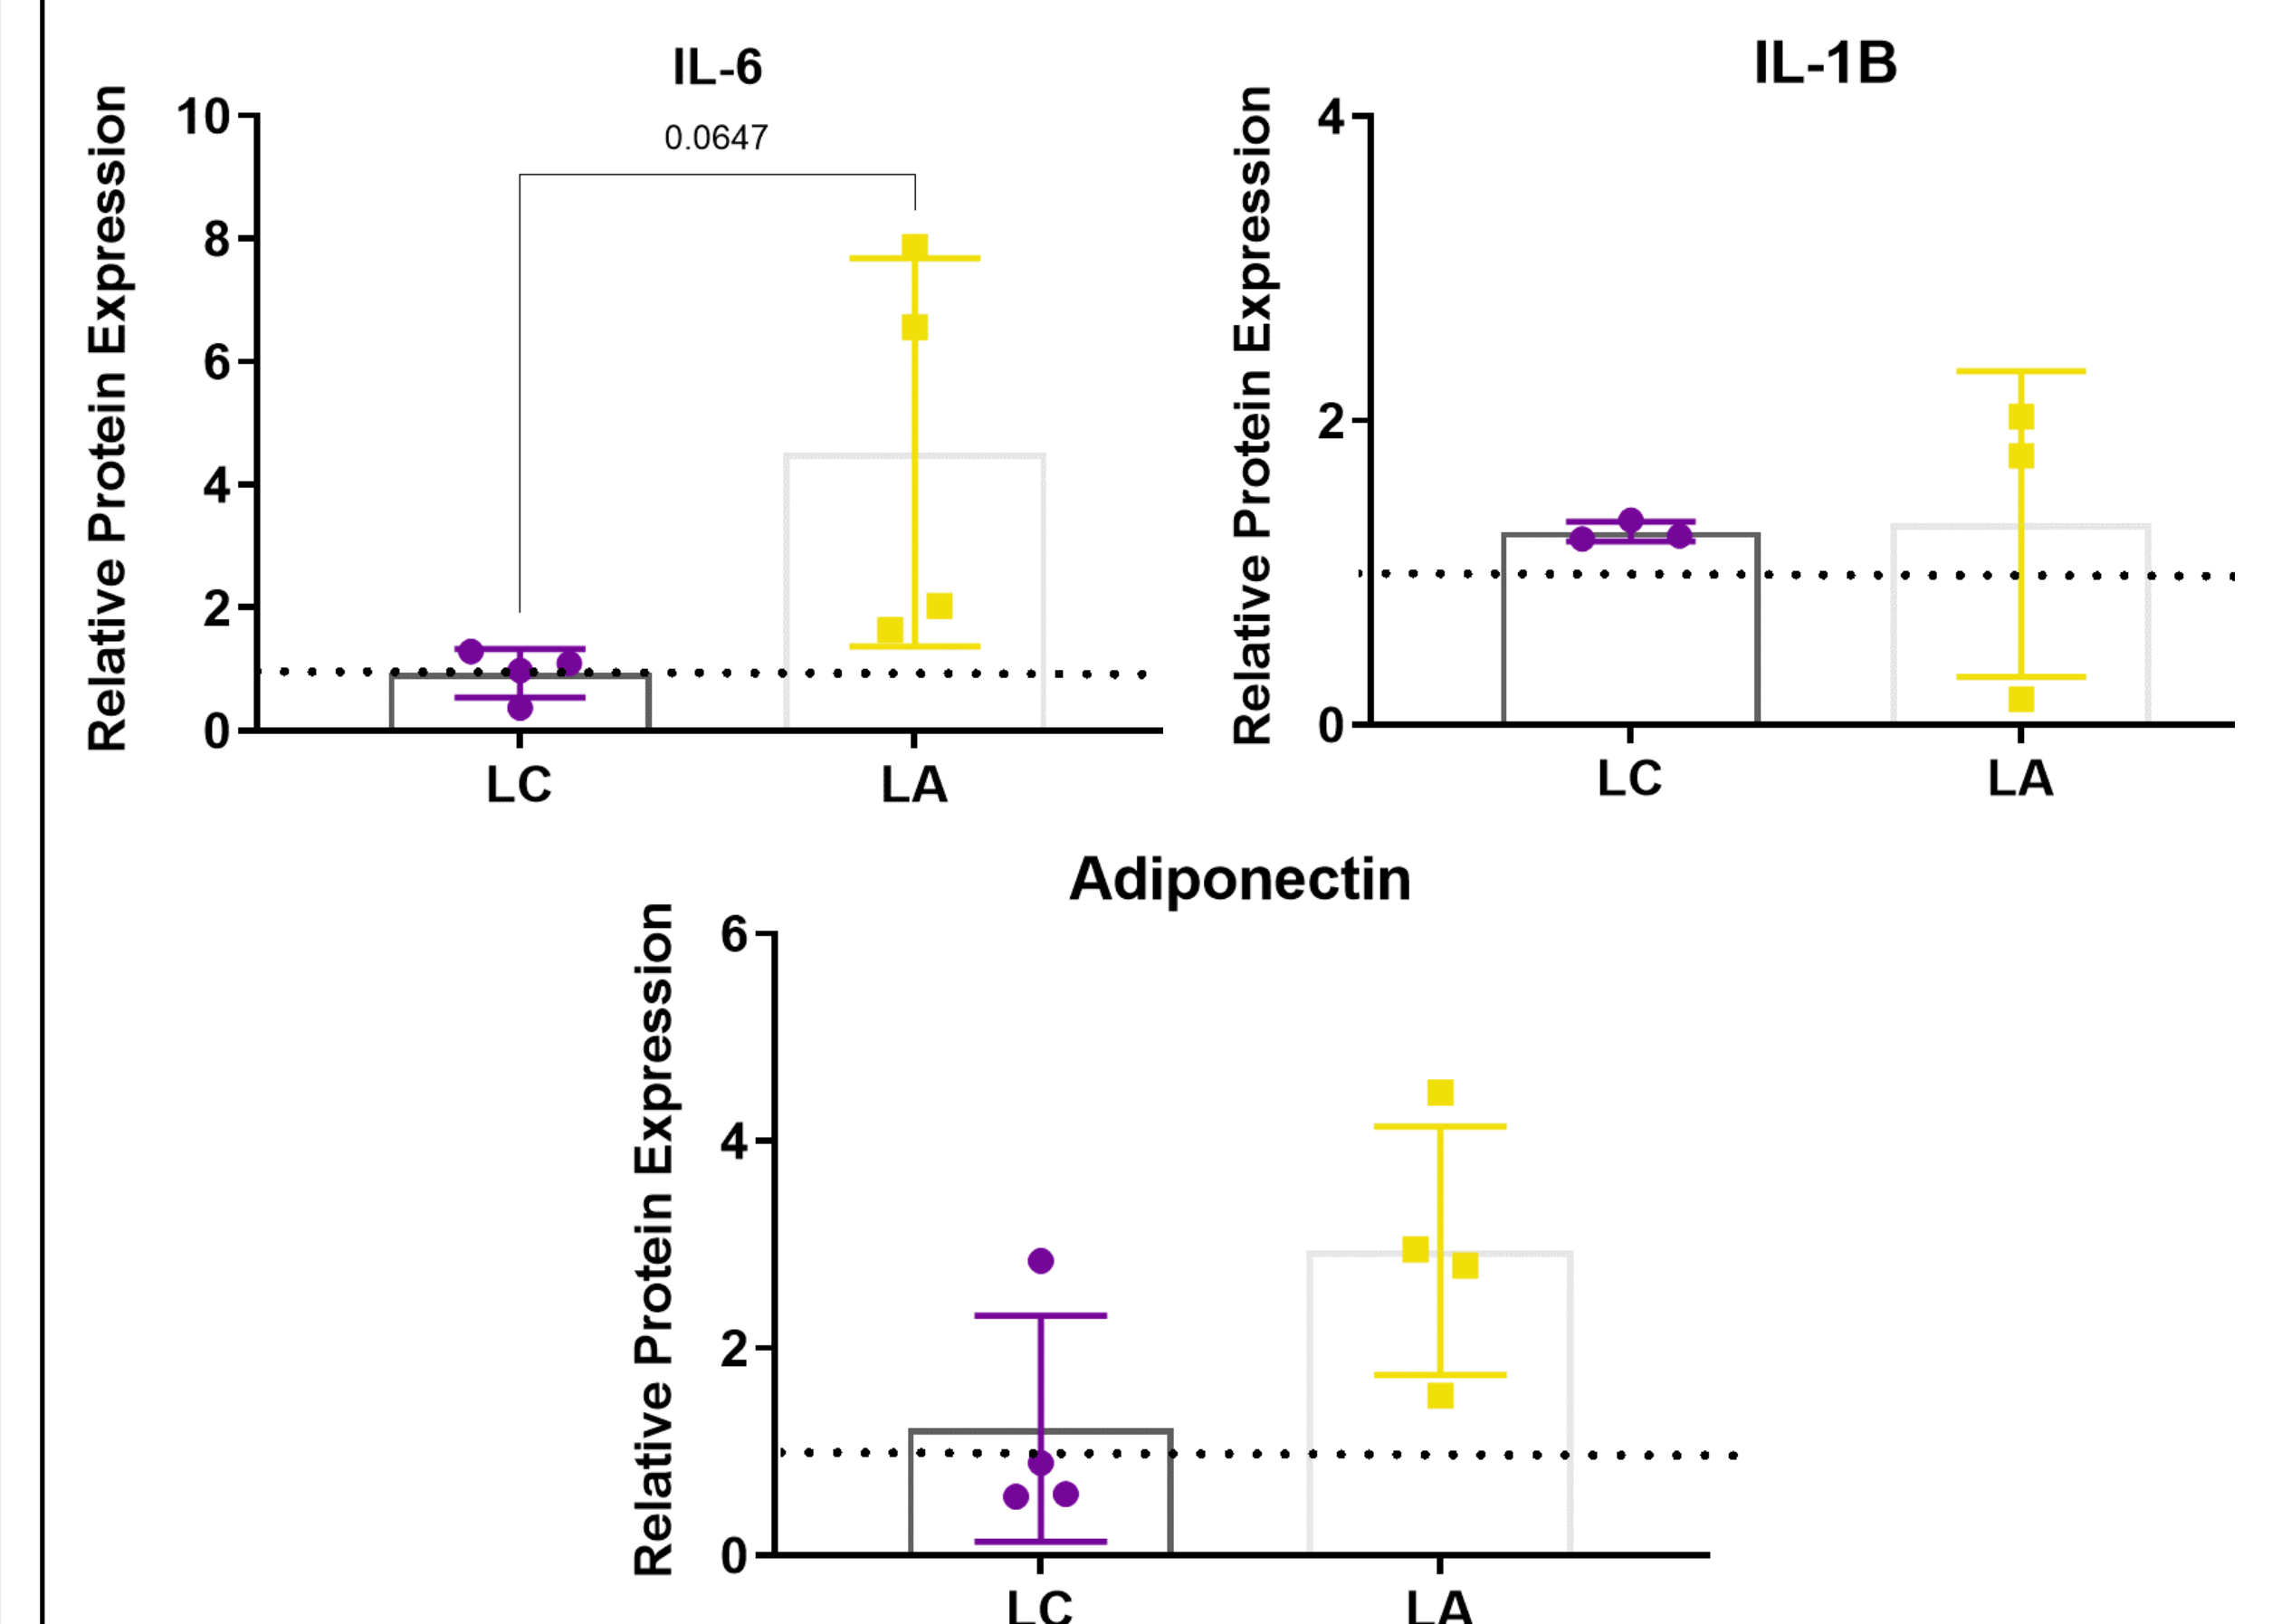 IL-6
0.0647
Relative Protein Expression
10
8
6
4
2
0
LC
LA
IL-1B
Relative Protein Expression
4
2
0
LC
LA
Adiponectin
Relative Protein Expression
6
4
2
0
LC
LA